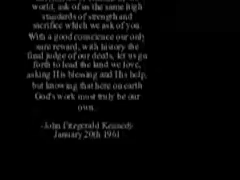 world, ask of us the same high
standards of strength and
sacrifice which we ask of you.
With a good conscience our only
sure reward, with history the
final judge of our deeds, let us go
forth to lead the land we love,
asking His blessing and His help,
but knowing that here on earth
God's work must truly be our
own.
-John Fitzgerald Kennedy
January 20th 1961